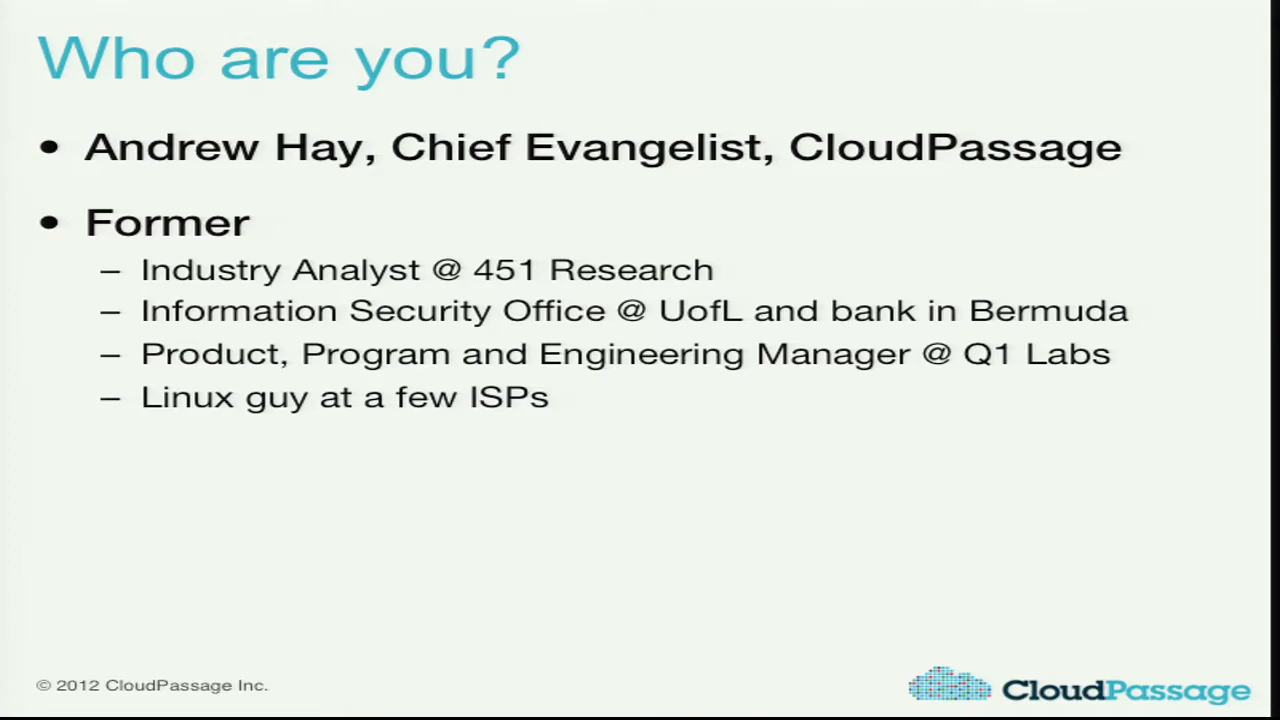 Who are you?
• Andrew Hay, Chief Evangelist, CloudPassage
• Former
– Industry Analyst @ 451 Research
– Information Security Office @ UofL and bank in Bermuda
– Product, Program and Engineering Manager @ Q1 Labs
– Linux guy at a few ISPs
© 2012 CloudPassage Inc.
CloudPassage